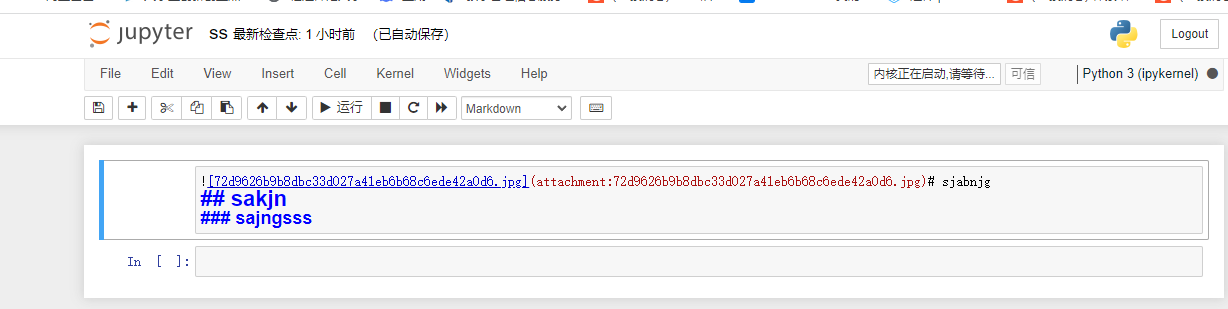 jupyter SS 最新检查点: 1 小时前 (已自动保存) Logout
File Edit View Insert Cell Kernel Widgets Help 内核正在启动,请等待... 可信 Python 3 (ipykernel)
运行 Markdown
![72d9626b9b8dbc33d027a41eb6b68c6ede42a0d6.jpg](attachment:72d9626b9b8dbc33d027a41eb6b68c6ede42a0d6.jpg)# sjabnjg
## sakjn
### sajngsss
In [ ]: